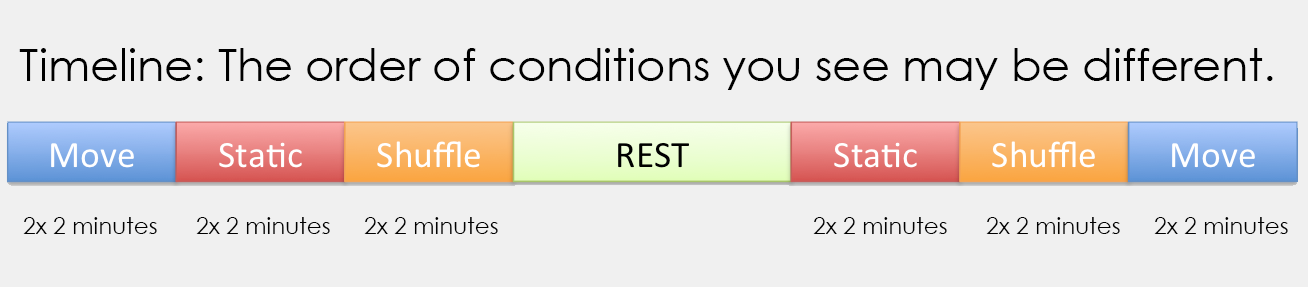 Timeline: The order of conditions you see may be different.
Move Static Shuffle REST Static Shuffle Move
2x 2 minutes 2x 2 minutes 2x 2 minutes 2x 2 minutes 2x 2 minutes 2x 2 minutes